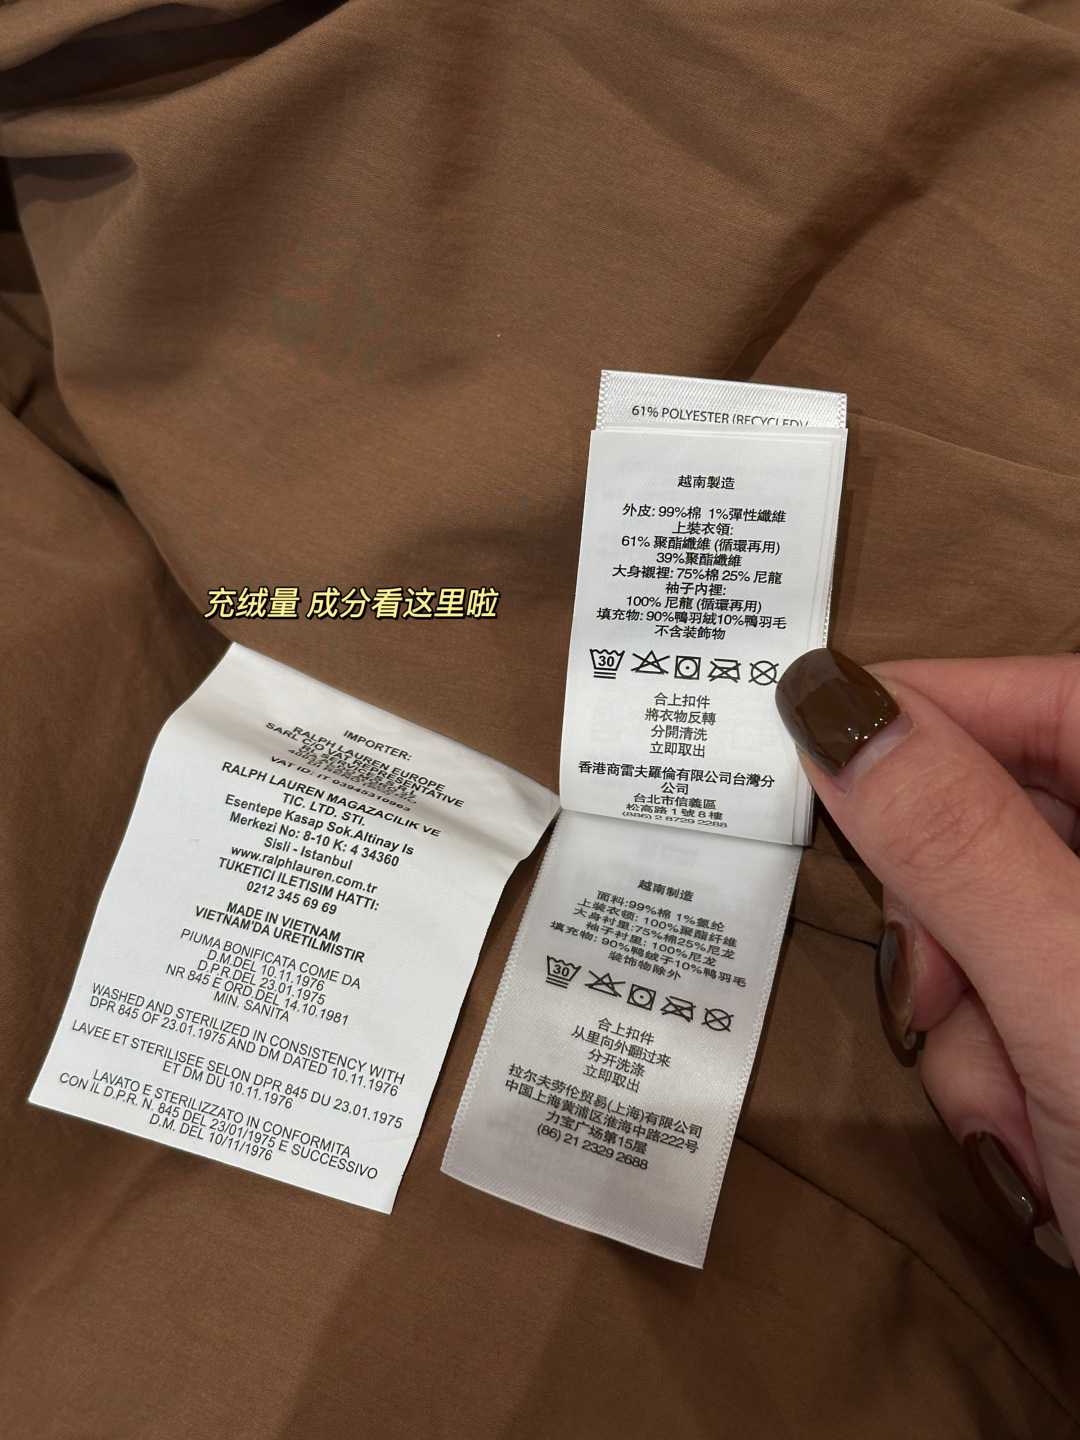 61% POLYESTER (RECYCLED)/
越南製造
外皮: 99%棉 1%彈性纖維
上裝衣領:
61% 聚酯纖維 (循環再用)
39%聚酯纖維
大身襯裡: 75%棉 25% 尼龍
袖子內裡:
100% 尼龍 (循環再用)
填充物: 90%鴨羽絨10%鴨羽毛
不含裝飾物
30
合上扣件
將衣物反轉
分開清洗
立即取出
香港商雷夫羅倫有限公司台灣分
公司
台北市信義區
松高路 1 號 8 樓
(886) 2 8729 2288
充绒量 成分看这里啦
IMPORTER:
RALPH LAUREN EUROPE
SARL C/O VAT REPRESENTATIVE
RL SERVICES S.R.L
VAT ID: IT 03945310963
RALPH LAUREN MAGAZACILIK VE
TIC. LTD. STI.
Esentepe Kasap Sok.Altinay Is
Merkezi No: 8-10 K: 4 34360
Sisli - Istanbul
www.ralphlauren.com.tr
TUKETICI ILETISIM HATTI:
0212 345 69 69
MADE IN VIETNAM
VIETNAM'DA URETILMISTIR
PIUMA BONIFICATA COME DA
D.M.DEL 10.11.1976
D.P.R.DEL 23.01.1975
NR 845 E ORD.DEL 14.10.1981
MIN. SANITA
WASHED AND STERILIZED IN CONSISTENCY WITH
DPR 845 OF 23.01.1975 AND DM DATED 10.11.1976
LAVEE ET STERILISEE SELON DPR 845 DU 23.01.1975
ET DM DU 10.11.1976
LAVATO E STERILIZZATO IN CONFORMITA
CON IL D.P.R. N. 845 DEL 23/01/1975 E SUCCESSIVO
D.M. DEL 10/11/1976
越南制造
面料:99%棉 1%氨纶
上装衣领: 100%聚酯纤维
大身衬里:75%棉25%尼龙
袖子衬里: 100%尼龙
填充物: 90%鸭绒子10%鸭羽毛
装饰物除外
30
合上扣件
从里向外翻过来
分开洗涤
立即取出
拉尔夫劳伦贸易(上海)有限公司
中国上海黄浦区淮海中路222号
力宝广场第15层
(86) 21 2329 2688